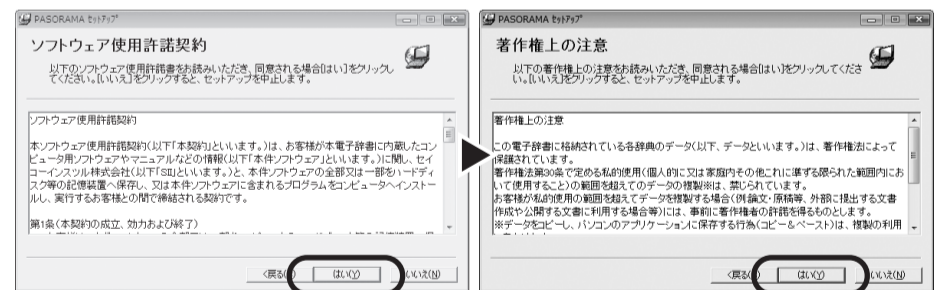 PASORAMA セットアップ
ソフトウェア使用許諾契約
以下のソフトウェア使用許諾書をお読みいただき、同意される場合[はい]をクリックし
てください。[いいえ]をクリックすると、セットアップを中止します。
ソフトウェア使用許諾契約
本ソフトウェア使用許諾契約(以下「本契約」といいます。)は、お客様が本電子辞書に内蔵したコン
ピュータ用ソフトウェアやマニュアルなどの情報(以下「本件ソフトウェア」といいます。)に関し、セイ
コーインスツル株式会社(以下「SII」といいます。)と、本件ソフトウェアの全部又は一部をハードディ
スク等の記憶装置へ保存し、又は本件ソフトウェアに含まれるプログラムをコンピュータへインストー
ルし、実行するお客様との間で締結される契約です。
第1条(本契約の成立、効力および終了)
<戻る(
はい(Y)
いいえ(N)
PASORAMA セットアップ
著作権上の注意
以下の著作権上の注意をお読みいただき、同意される場合[はい]をクリックしてくださ
い。[いいえ]をクリックすると、セットアップを中止します。
著作権上の注意
この電子辞書に格納されている各辞典のデータ(以下、データといいます。)は、著作権法によって
保護されています。
著作権法第30条で定める私的使用(個人的に又は家庭内その他これに準ずる限られた範囲内にお
いて使用すること)の範囲を超えてのデータの複製※は、禁じられています。
お客様が私的使用の範囲を超えてデータを複製する場合(例:論文・原稿等、外部に提出する文書
作成や公開する文書に利用する場合等)には、事前に著作権者の許諾を得るものとします。
※データをコピーし、パソコンのアプリケーションに保存する行為(コピー&ペースト)は、複製の利用
<戻る(
はい(Y)
いいえ(N)